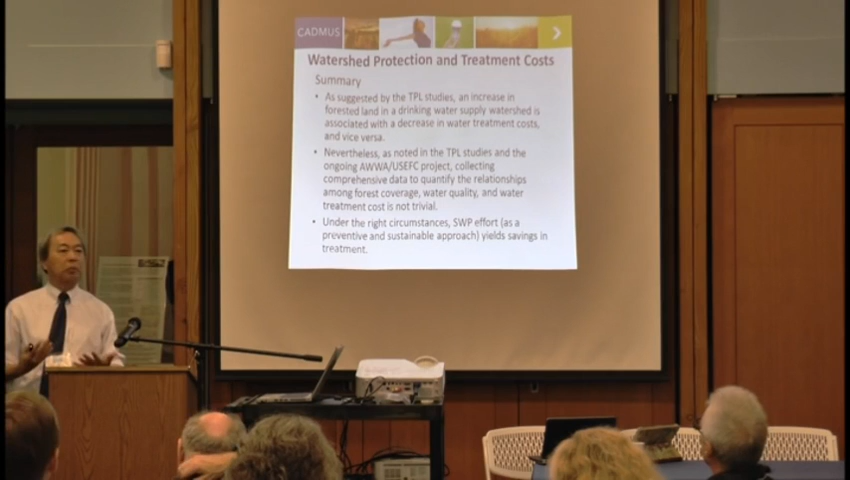 CADMUS
Watershed Protection and Treatment Costs
Summary
• As suggested by the TPL studies, an increase in
forested land in a drinking water supply watershed is
associated with a decrease in water treatment costs,
and vice versa.
• Nevertheless, as noted in the TPL studies and the
ongoing AWWA/USEFC project, collecting
comprehensive data to quantify the relationships
among forest coverage, water quality, and water
treatment cost is not trivial.
• Under the right circumstances, SWP effort (as a
preventive and sustainable approach) yields savings in
treatment.